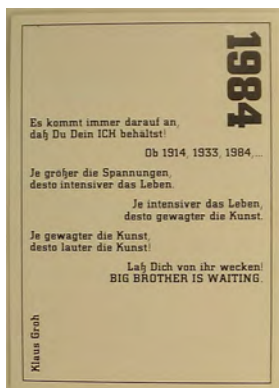 1984
Es kommt immer darauf an,
daß Du Dein ICH behältst!
Ob 1914, 1933, 1984,...
Je größer die Spannungen,
desto intensiver das Leben.
Je intensiver das Leben,
desto gewagter die Kunst.
Je gewagter die Kunst,
desto lauter die Kunst!
Laß Dich von ihr wecken!
BIG BROTHER IS WAITING.
Klaus Groh